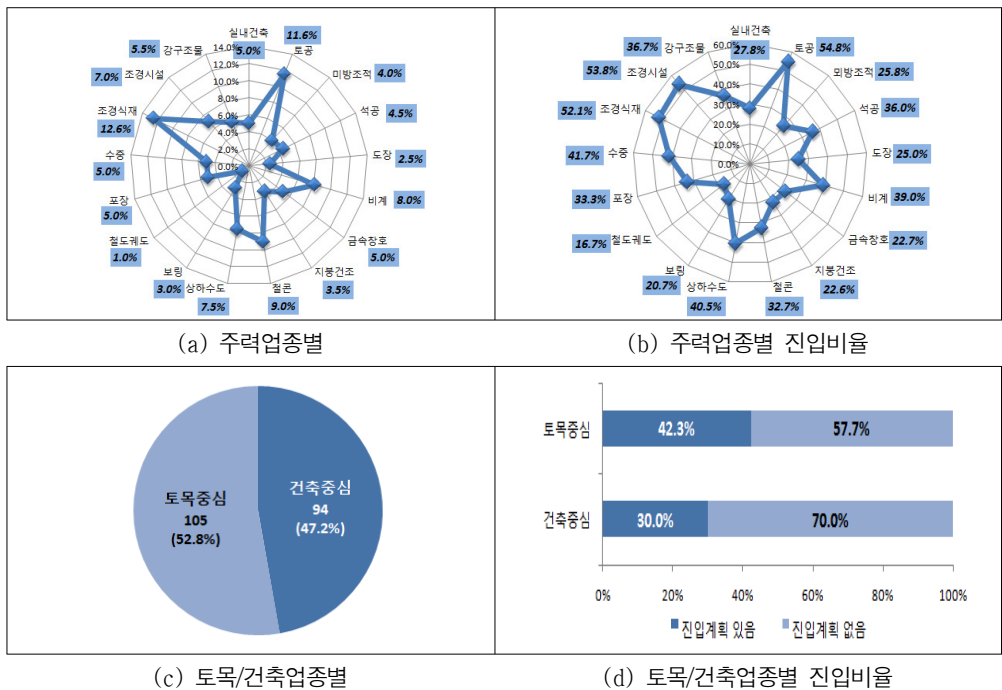 실내건축
5.0%
토공
11.6%
미방조적
4.0%
석공
4.5%
도장
2.5%
비계
8.0%
금속창호
5.0%
지붕건조
3.5%
철콘
9.0%
상하수도
7.5%
보링
3.0%
철도궤도
1.0%
포장
5.0%
수중
5.0%
조경식재
12.6%
조경시설
7.0%
강구조물
5.5%
14.0%
12.0%
10.0%
8.0%
6.0%
4.0%
2.0%
0.0%
(a) 주력업종별
실내건축
27.8%
토공
54.8%
외방조적
25.8%
석공
36.0%
도장
25.0%
비계
39.0%
금속창호
22.7%
지붕건조
22.6%
철콘
32.7%
상하수도
40.5%
보링
20.7%
철도궤도
16.7%
포장
33.3%
수중
41.7%
조경식재
52.1%
조경시설
53.8%
강구조물
36.7%
60.0%
50.0%
40.0%
30.0%
20.0%
10.0%
0.0%
(b) 주력업종별 진입비율
토목중심
105
(52.8%)
건축중심
94
(47.2%)
(c) 토목/건축업종별
토목중심 42.3% 57.7%
건축중심 30.0% 70.0%
0% 20% 40% 60% 80% 100%
진입계획 있음 진입계획 없음
(d) 토목/건축업종별 진입비율